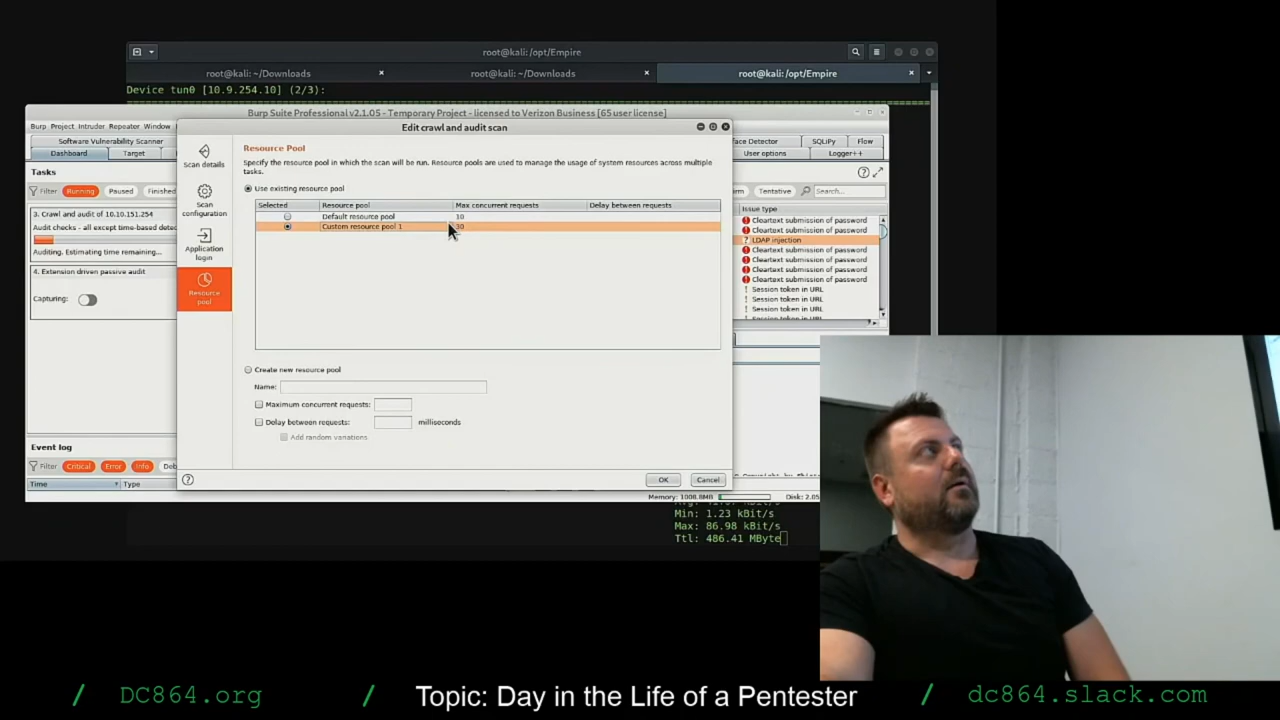 root@kali: /opt/Empire
root@kali: ~/Downloads
root@kali: ~/Downloads
root@kali: /opt/Empire
Device tun0 [10.9.254.10] (2/3):
Burp Suite Professional v2.1.05 - Temporary Project - licensed to Verizon Business [65 user license]
Burp Project Intruder Repeater Window
Edit crawl and audit scan
Software Vulnerability Scanner
SQLiPy Flow
Dashboard Target
User options Logger++
Tasks
Filter Running Paused Finished
3. Crawl and audit of 10.10.151.254
Audit checks - all except time-based detec
Auditing. Estimating time remaining...
4. Extension driven passive audit
Capturing:
Scan details
Scan configuration
Application login
Resource pool
Resource Pool
Specify the resource pool in which the scan will be run. Resource pools are used to manage the usage of system resources across multiple
tasks.
Use existing resource pool
Selected Resource pool Max concurrent requests Delay between requests
Default resource pool 10
Custom resource pool 1 30
Create new resource pool
Name:
Maximum concurrent requests:
Delay between requests: milliseconds
Add random variations
OK Cancel
Tentative Search...
Issue type
Cleartext submission of password
Cleartext submission of password
LDAP injection
Cleartext submission of password
Cleartext submission of password
Cleartext submission of password
Cleartext submission of password
Session token in URL
Session token in URL
Session token in URL
Session token in URL
Event log
Filter Critical Error Info Deb
Time Type
Memory: 1008.8MB Disk: 2.05
Min: 1.23 kBit/s
Max: 86.98 kBit/s
Ttl: 486.41 MByte
/ DC864.org / Topic: Day in the Life of a Pentester / dc864.slack.com